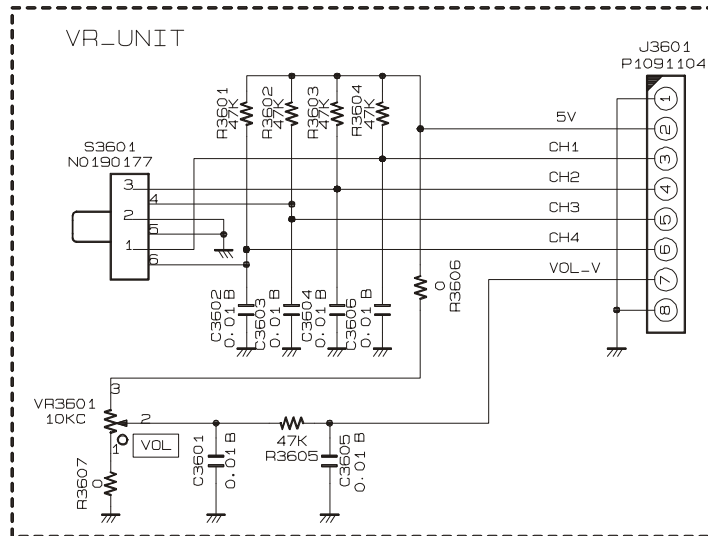 VR_UNIT
J3601
P1091104
R3601
47K
R3602
47K
R3603
47K
R3604
47K
S3601
N0190177
3
4
2
5
1
6
5V
CH1
CH2
CH3
CH4
VOL_V
1
2
3
4
5
6
7
8
0
R3606
C3602
0.01 B
C3603
0.01 B
C3604
0.01 B
C3606
0.01 B
3
VR3601
10KC
2
1
VOL
R3607
0
C3601
0.01 B
47K
R3605
C3605
0.01 B